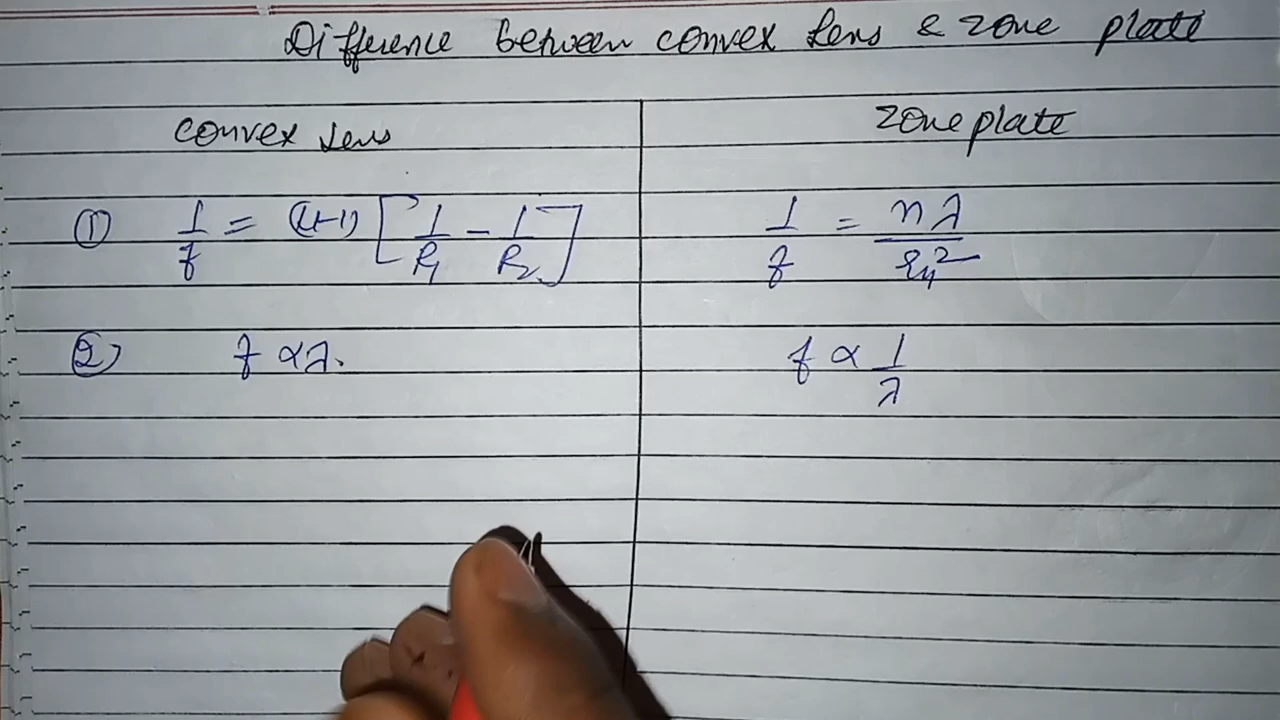 Difference between convex lens & zone plate
convex lens
zone plate
① 1/f = (μ-1) [1/R₁ - 1/R₂]
1/f = nλ/rₙ²
② f ∝ λ.
f ∝ 1/λ